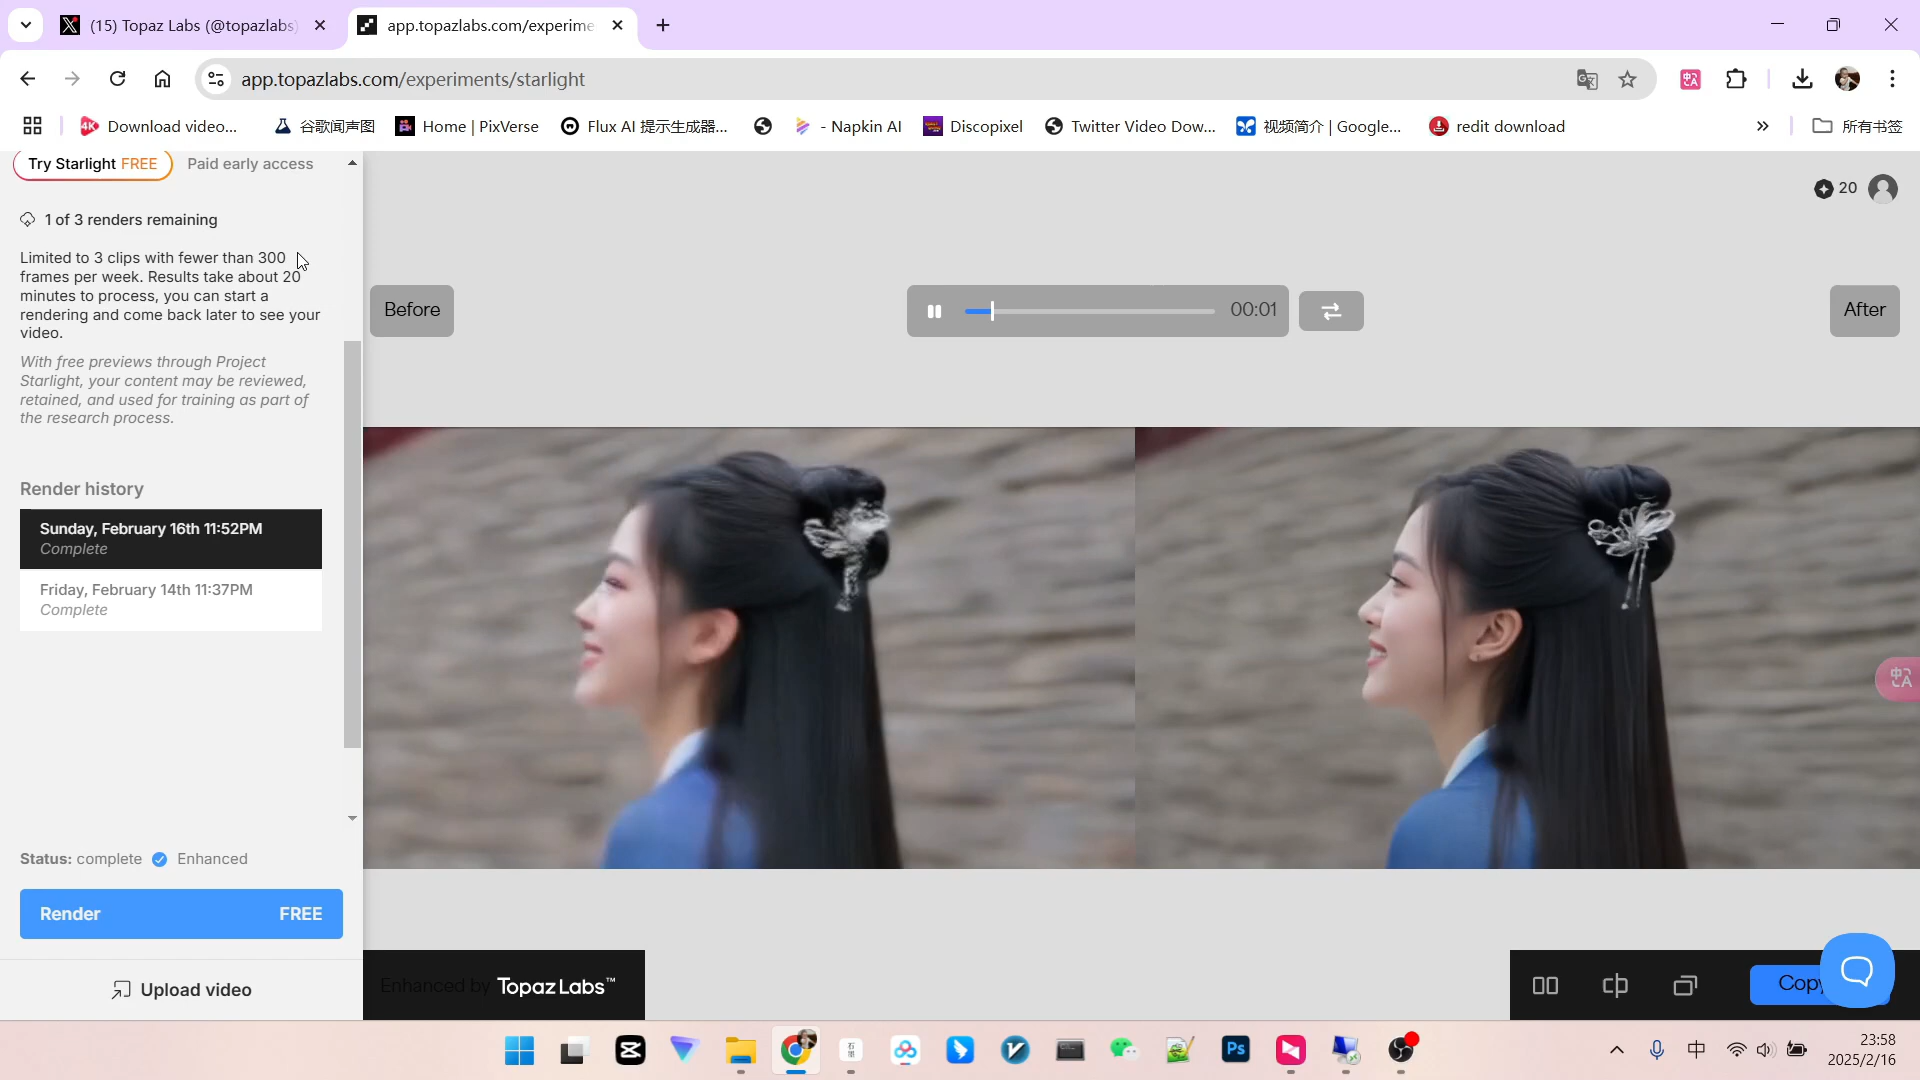 (15) Topaz Labs (@topazlabs)
app.topazlabs.com/experime
app.topazlabs.com/experiments/starlight
Download video...
谷歌闻声图
Home | PixVerse
Flux AI 提示生成器...
- Napkin AI
Discopixel
Twitter Video Dow...
视频简介 | Google...
redit download
所有书签
Try Starlight FREE
Paid early access
20
1 of 3 renders remaining
Limited to 3 clips with fewer than 300
frames per week. Results take about 20
minutes to process, you can start a
rendering and come back later to see your
video.
With free previews through Project
Starlight, your content may be reviewed,
retained, and used for training as part of
the research process.
Before
00:01
After
Render history
Sunday, February 16th 11:52PM
Complete
Friday, February 14th 11:37PM
Complete
Status: complete
Enhanced
Render
FREE
Upload video
Enhanced by Topaz Labs™
Copy
Ps
中
23:58
2025/2/16